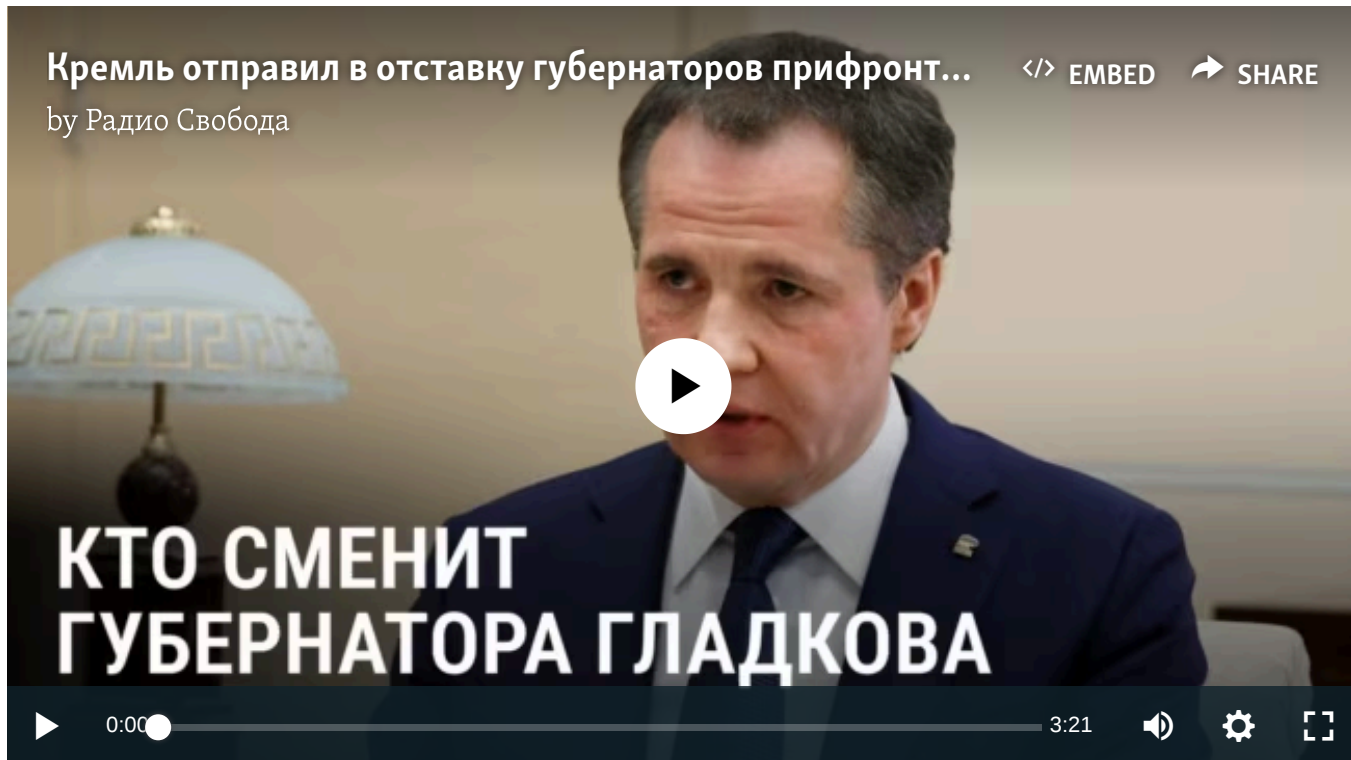 Кремль отправил в отставку губернаторов прифронт...
</> EMBED
SHARE
by Радио Свобода
КТО СМЕНИТ
ГУБЕРНАТОРА ГЛАДКОВА
0:00
3:21